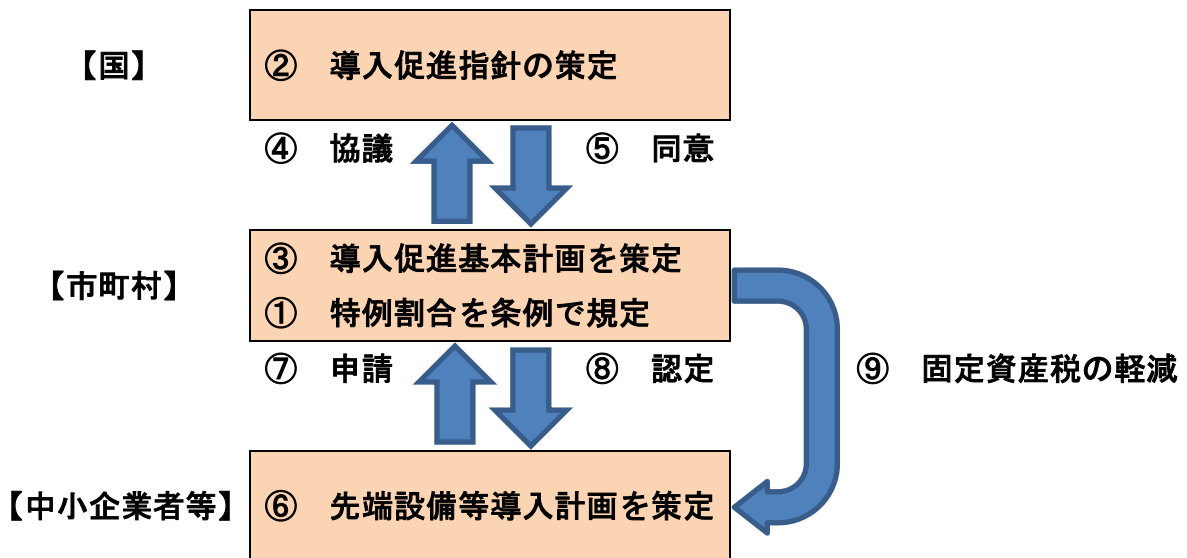 【国】
② 導入促進指針の策定
④ 協議
⑤ 同意
【市町村】
③ 導入促進基本計画を策定
① 特例割合を条例で規定
⑦ 申請
⑧ 認定
⑨ 固定資産税の軽減
【中小企業者等】
⑥ 先端設備等導入計画を策定